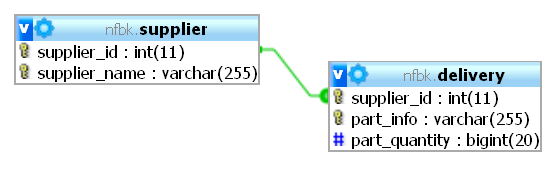 v nfbk.supplier
supplier_id : int(11)
supplier_name : varchar(255)
v nfbk.delivery
supplier_id : int(11)
part_info : varchar(255)
# part_quantity : bigint(20)